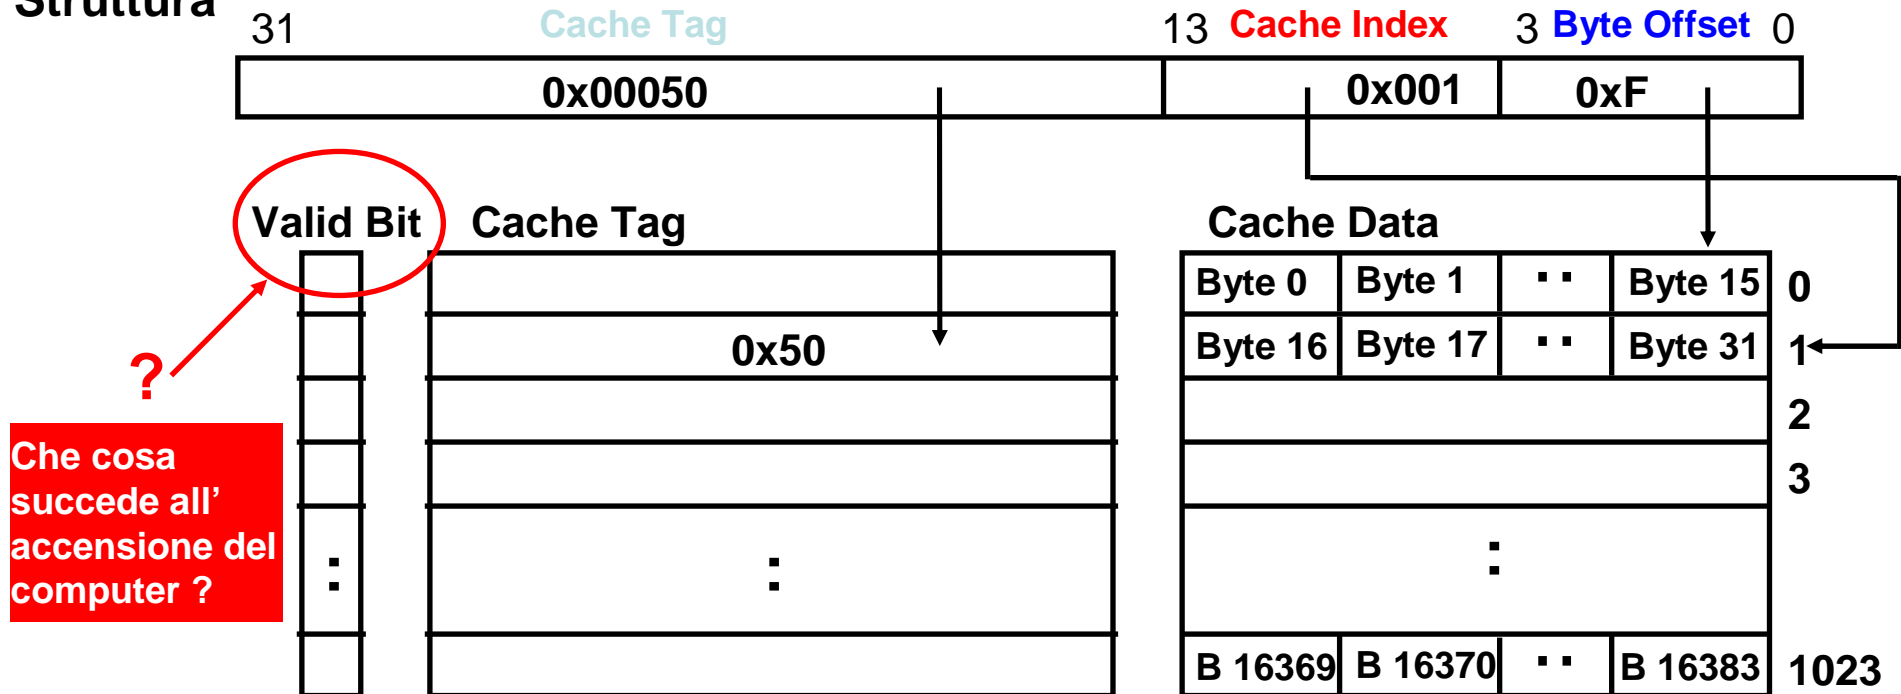 Struttura
31 Cache Tag 13 Cache Index 3 Byte Offset 0
0x00050 0x001 0xF
Valid Bit Cache Tag Cache Data
Byte 0 Byte 1 .. Byte 15 0
0x50 Byte 16 Byte 17 .. Byte 31 1
?
2
3
Che cosa
succede all’
accensione del
computer ?
: : :
B 16369 B 16370 .. B 16383 1023